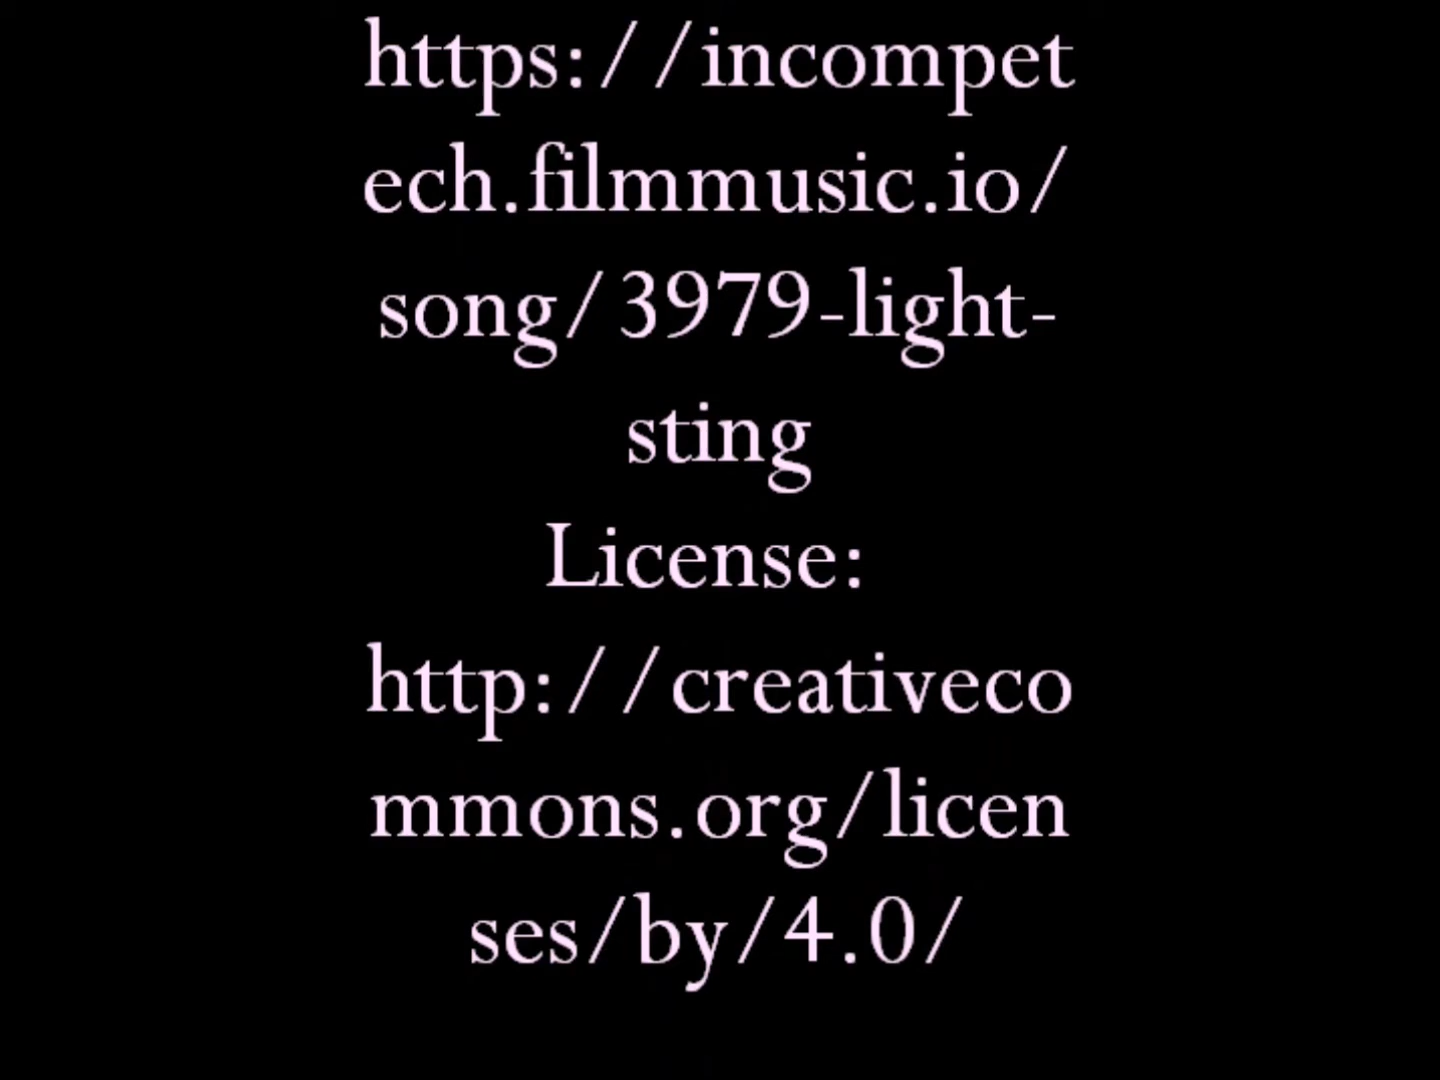 https://incompet
ech.filmmusic.io/
song/3979-light-
sting
License:
http://creativeco
mmons.org/licen
ses/by/4.0/